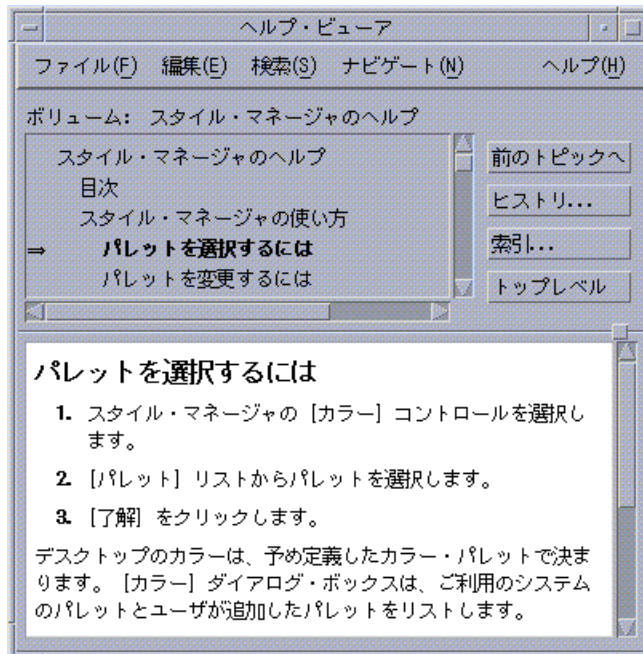 ヘルプ・ビューア
ファイル(F) 編集(E) 検索(S) ナビゲート(N) ヘルプ(H)
ボリューム: スタイル・マネージャのヘルプ
スタイル・マネージャのヘルプ
目次
スタイル・マネージャの使い方
⇒ パレットを選択するには
パレットを変更するには
前のトピックへ
ヒストリ...
索引...
トップレベル
パレットを選択するには
1. スタイル・マネージャの [カラー] コントロールを選択し
ます。
2. [パレット] リストからパレットを選択します。
3. [了解] をクリックします。
デスクトップのカラーは、予め定義したカラー・パレットで決ま
ります。 [カラー] ダイアログ・ボックスは、ご利用のシステム
のパレットとユーザが追加したパレットをリストします。